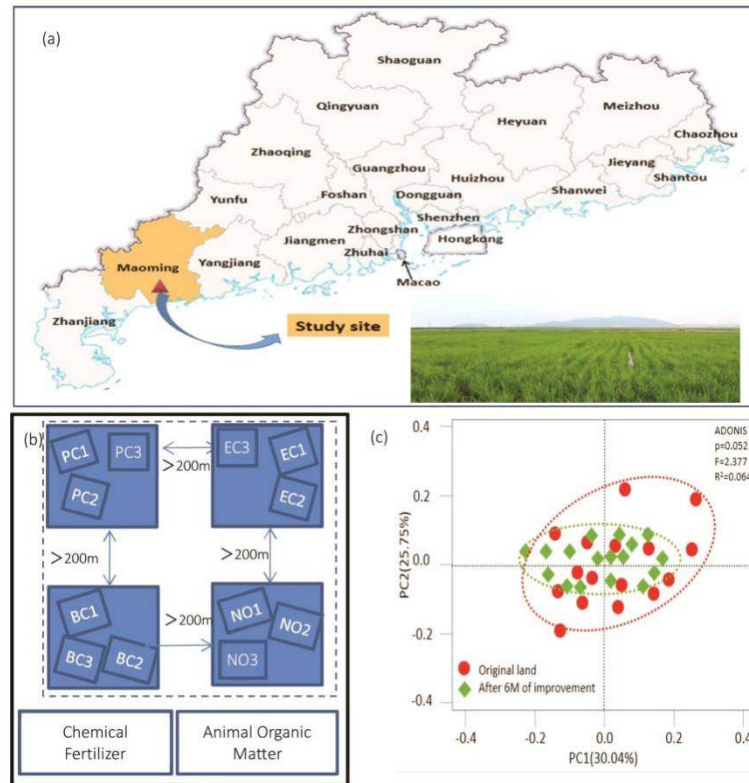 (a)
Shaoguan
Qingyuan
Meizhou
Heyuan
Chaozhou
Zhaoqing
Guangzhou
Jieyang
Huizhou
Shantou
Yunfu
Foshan
Dongguan
Shanwei
Shenzhen
Zhongshan
Jiangmen
Hongkong
Maoming
Yangjiang
Zhuhai
Macao
Zhanjiang
Study site
(b)
PC1
PC3
PC2
>200m
EC3
EC1
EC2
>200m
>200m
>200m
BC1
BC3
BC2
NO1
NO2
NO3
Chemical
Fertilizer
Animal Organic
Matter
(c)
ADONIS
p=0.052
F=2.377
R²=0.064
PC2(25.75%)
0.4
0.2
0.0
-0.2
-0.4
Original land
After 6M of improvement
-0.4
-0.2
0.0
0.2
0.4
PC1(30.04%)